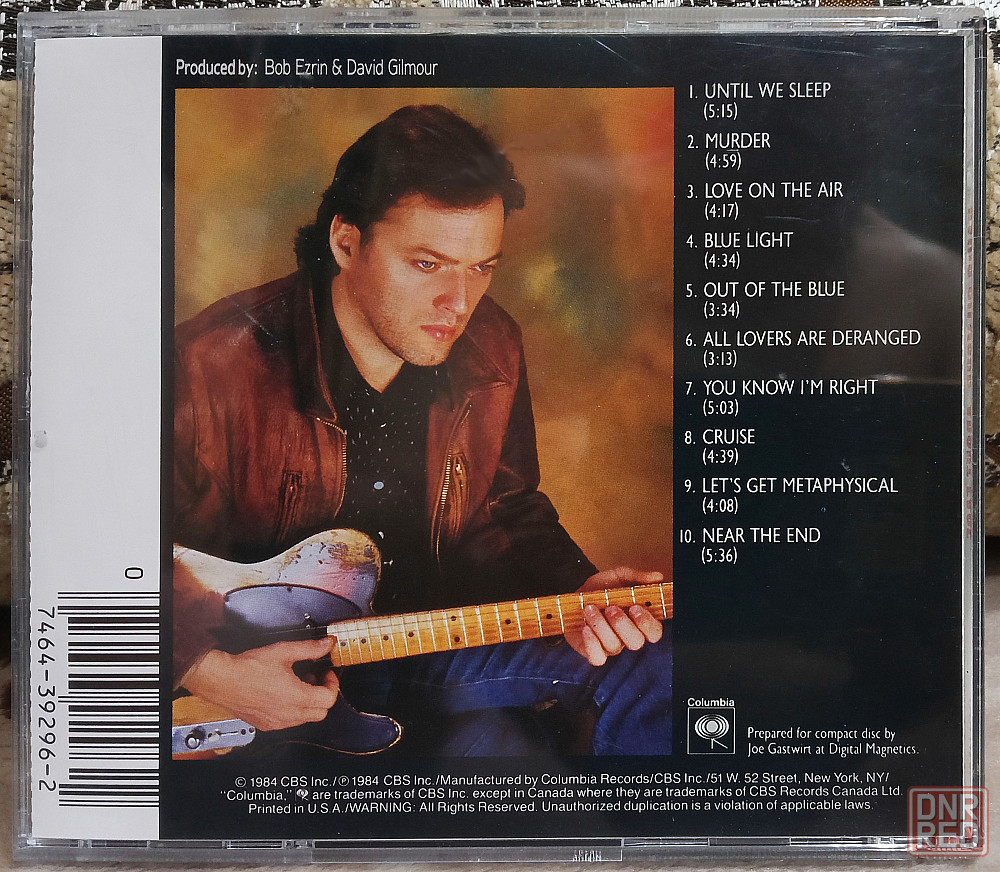 Produced by: Bob Ezrin & David Gilmour
1. UNTIL WE SLEEP
(5:15)
2. MURDER
(4:59)
3. LOVE ON THE AIR
(4:17)
4. BLUE LIGHT
(4:34)
5. OUT OF THE BLUE
(3:34)
6. ALL LOVERS ARE DERANGED
(3:13)
7. YOU KNOW I'M RIGHT
(5:03)
8. CRUISE
(4:39)
9. LET'S GET METAPHYSICAL
(4:08)
10. NEAR THE END
(5:36)
0
7464-39296-2
Columbia
Prepared for compact disc by
Joe Gastwirt at Digital Magnetics.
© 1984 CBS Inc./℗ 1984 CBS Inc./Manufactured by Columbia Records/CBS Inc./51 W. 52 Street, New York, NY/
"Columbia," are trademarks of CBS Inc. except in Canada where they are trademarks of CBS Records Canada Ltd.
Printed in U.S.A./WARNING: All Rights Reserved. Unauthorized duplication is a violation of applicable laws.
DNR
RED